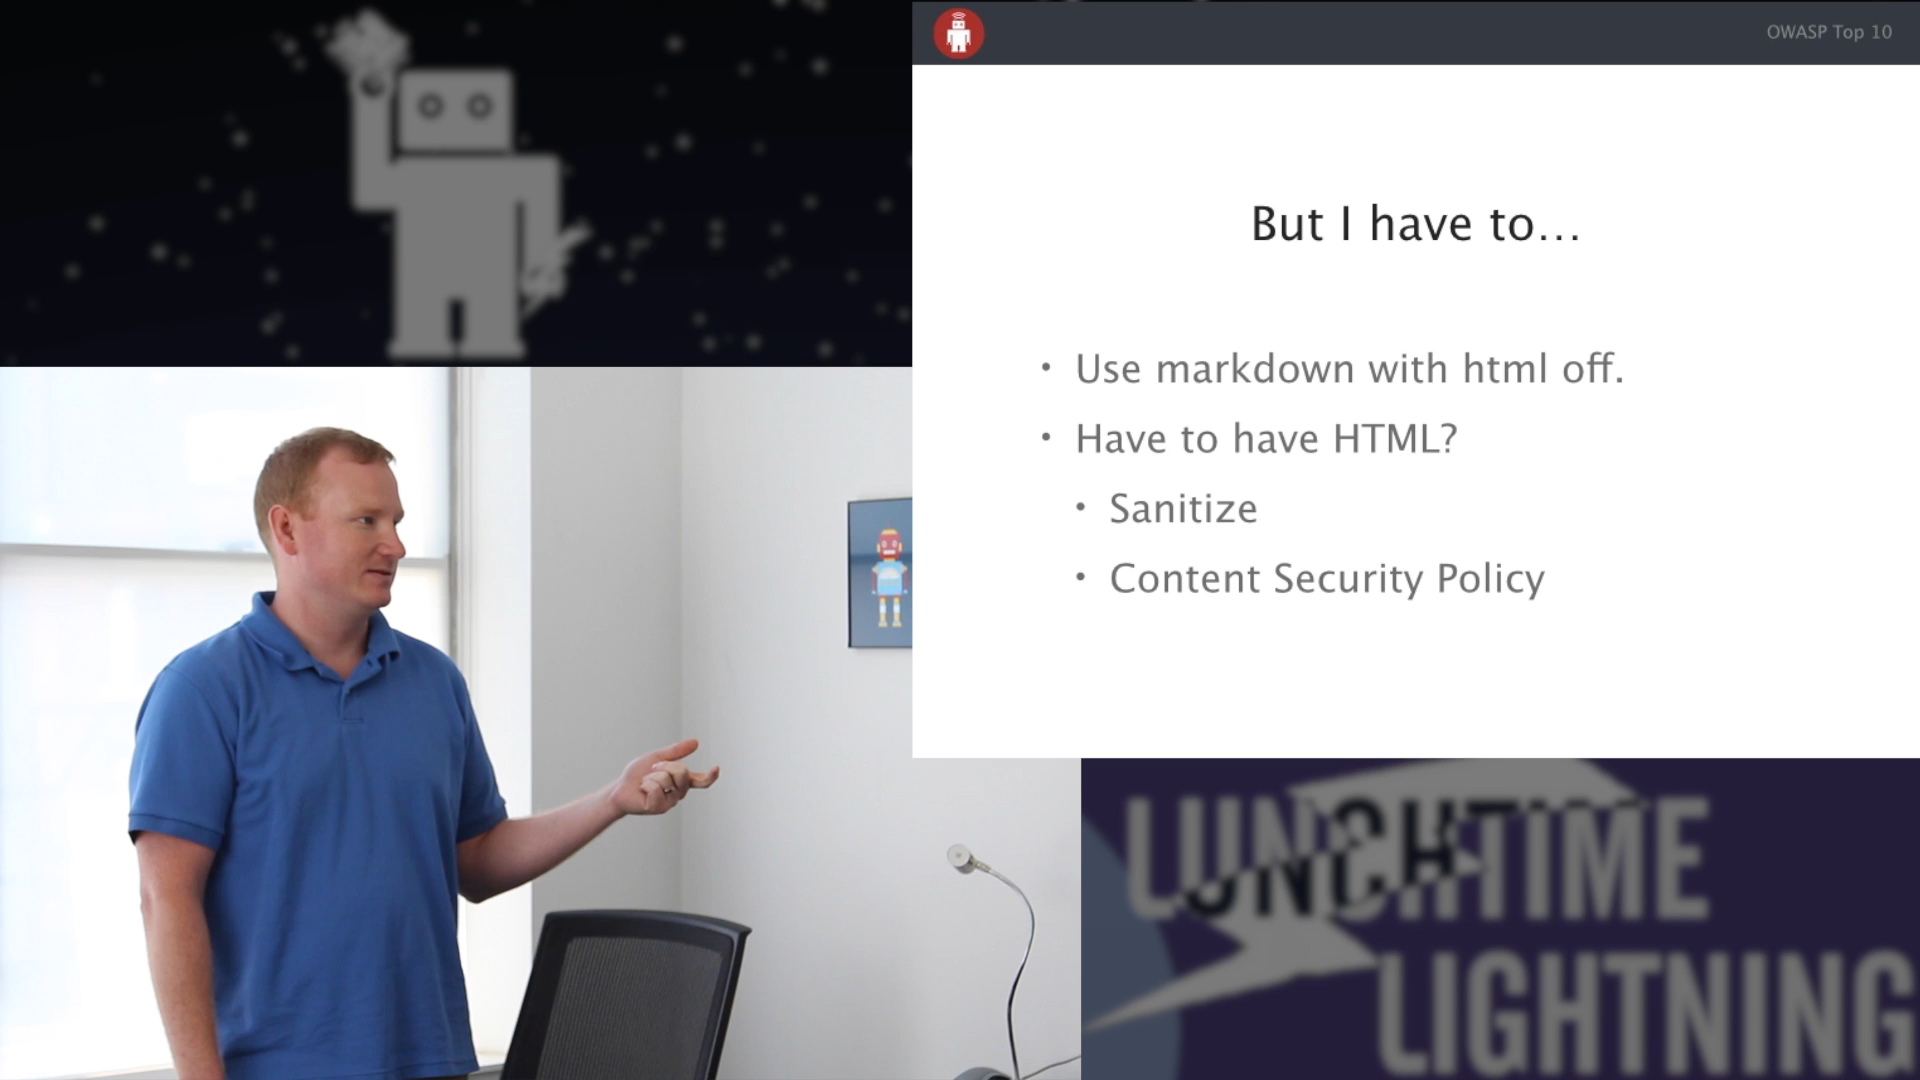 OWASP Top 10
But I have to...
• Use markdown with html off.
• Have to have HTML?
• Sanitize
• Content Security Policy
LUNCHTIME
LIGHTNING